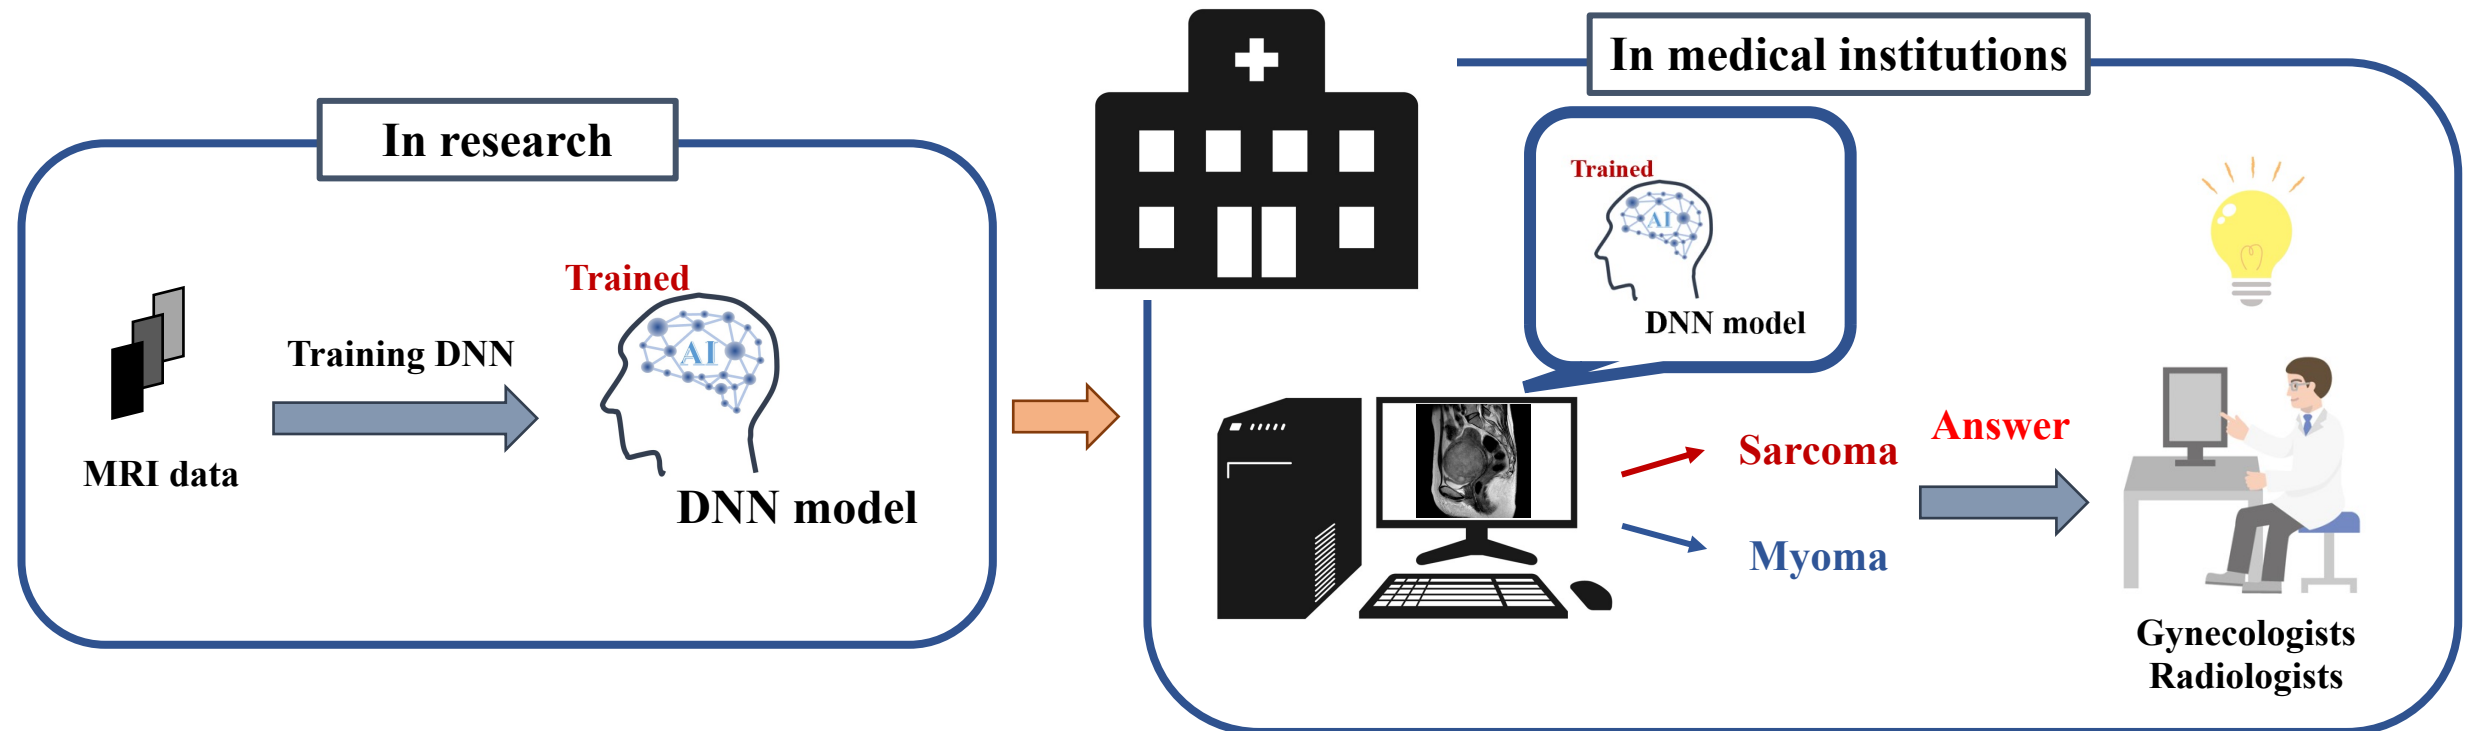 In research
MRI data
Training DNN
Trained
AI
DNN model
In medical institutions
Trained
AI
DNN model
Sarcoma
Myoma
Answer
Gynecologists
Radiologists